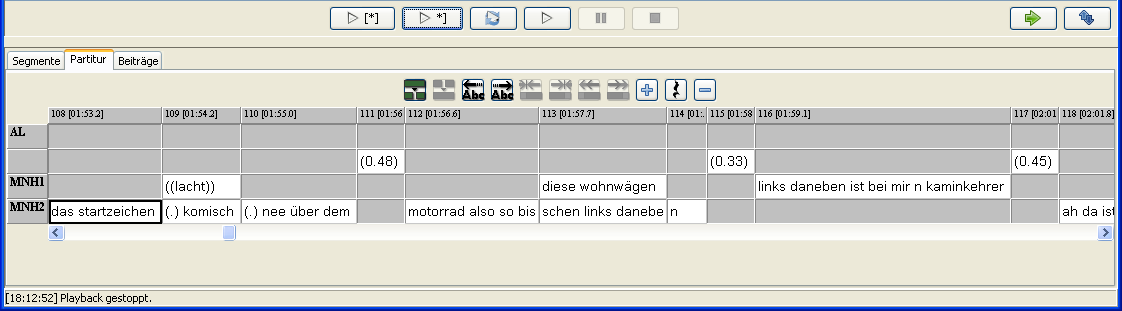 [*]
*]
Segmente Partitur Beiträge
Abc Abc
108 [01:53.2] 109 [01:54.2] 110 [01:55.0] 111 [01:56 112 [01:56.6] 113 [01:57.7] 114 [01:. 115 [01:58 116 [01:59.1] 117 [02:01 118 [02:01.8]
AL
(0.48) (0.33) (0.45)
MNH1 ((lacht)) diese wohnwägen links daneben ist bei mir n kaminkehrer
MNH2 das startzeichen (.) komisch (.) nee über dem motorrad also so bis schen links danebe n ah da ist
[18:12:52] Playback gestoppt.